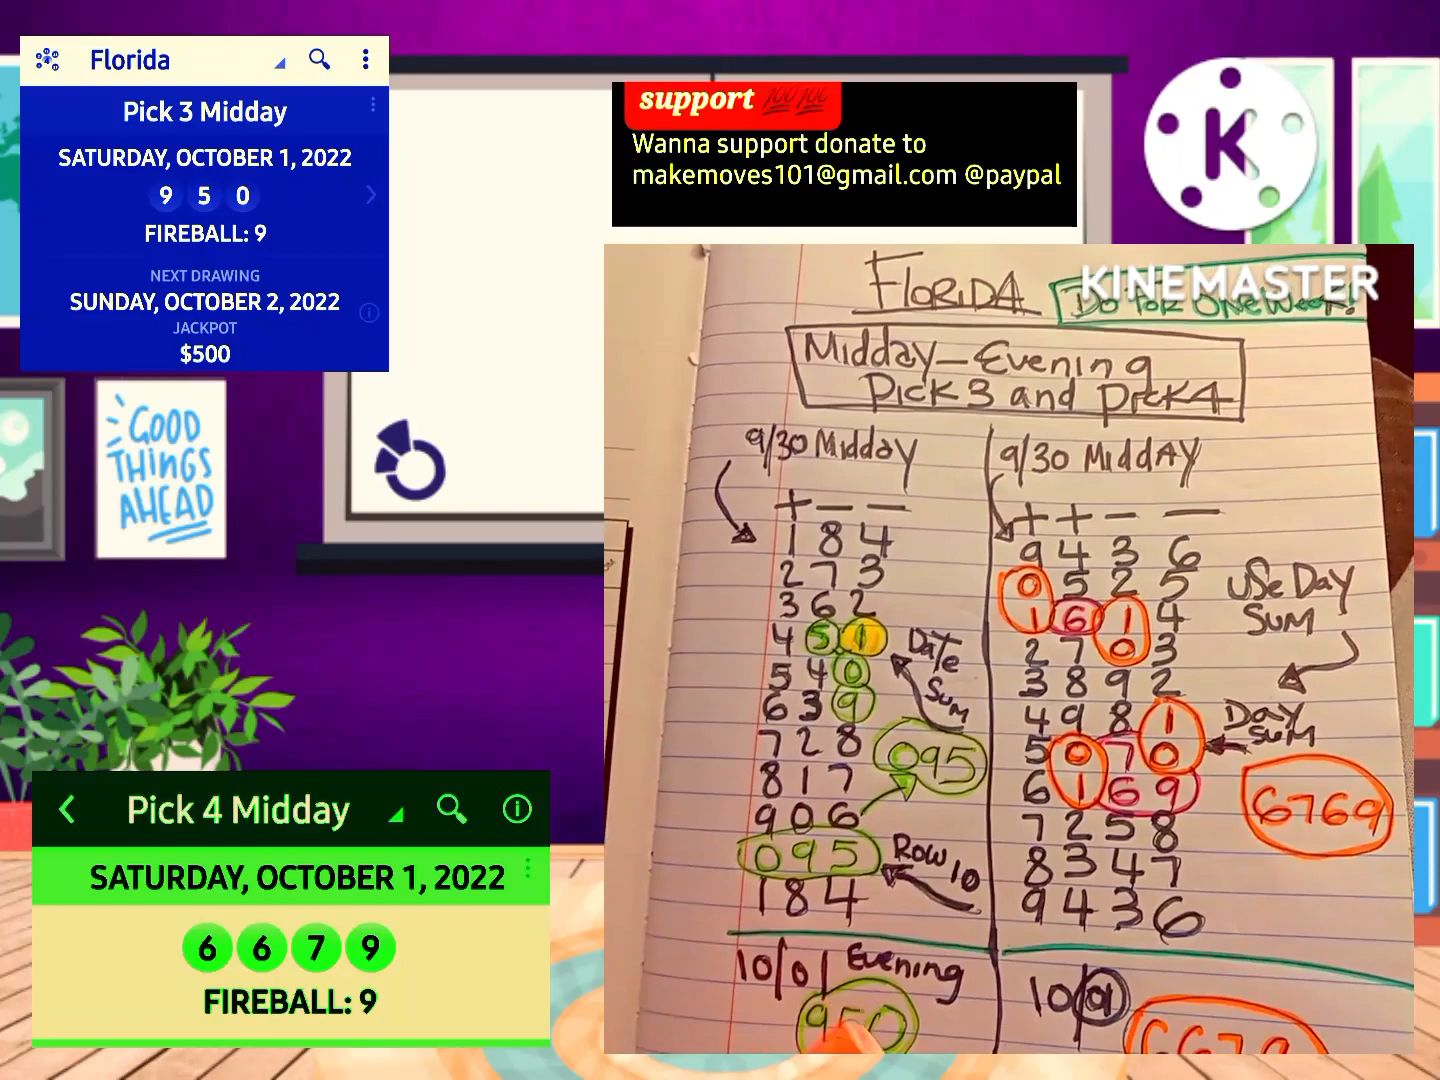 Florida
Pick 3 Midday
SATURDAY, OCTOBER 1, 2022
9 5 0
FIREBALL: 9
NEXT DRAWING
SUNDAY, OCTOBER 2, 2022
JACKPOT
$500
support 💯💯
Wanna support donate to
makemoves101@gmail.com @paypal
K
GOOD
THINGS
AHEAD
Pick 4 Midday
SATURDAY, OCTOBER 1, 2022
6 6 7 9
FIREBALL: 9
KINEMASTER
FLORIDA
DO FOR ONE WEEK!
Midday-Evening
Pick 3 and Pick 4
9/30 Midday
+ - -
1 8 4
2 7 3
3 6 2
4 5 1
5 4 0
6 3 9
7 2 8
8 1 7
9 0 6
0 9 5
1 8 4
Date
Sum
095
Row
10
10/01 Evening
950
9/30 MiddAY
+ + - -
9 4 3 6
0 5 2 5
1 6 1 4
2 7 0 3
3 8 9 2
4 9 8 1
5 0 7 0
6 1 6 9
7 2 5 8
8 3 4 7
9 4 3 6
USE DAY
SUM
DAY
SUM
6769
10/01
6679